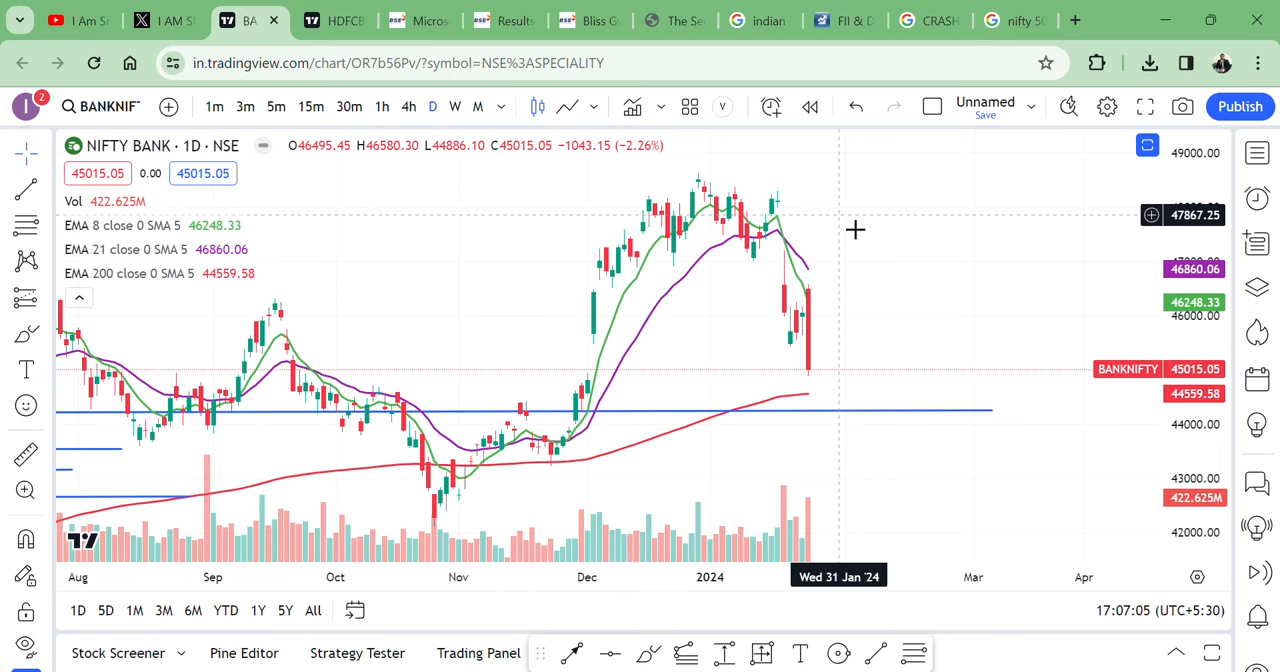 I Am Sr
I AM SI
BA
HDFCB
Micros
Results
Bliss G
The Se
indian
FII & D
CRASH
nifty 50
in.tradingview.com/chart/OR7b56Pv/?symbol=NSE%3ASPECIALITY
I
2
BANKNIF
1m 3m 5m 15m 30m 1h 4h D W M
V
Unnamed
Save
Publish
NIFTY BANK · 1D · NSE O46495.45 H46580.30 L44886.10 C45015.05 −1043.15 (−2.26%)
45015.05 0.00 45015.05
Vol 422.625M
EMA 8 close 0 SMA 5 46248.33
EMA 21 close 0 SMA 5 46860.06
EMA 200 close 0 SMA 5 44559.58
49000.00
47867.25
46860.06
46248.33
46000.00
BANKNIFTY 45015.05
44559.58
44000.00
43000.00
422.625M
42000.00
Aug Sep Oct Nov Dec 2024 Wed 31 Jan '24 Mar Apr
1D 5D 1M 3M 6M YTD 1Y 5Y All
17:07:05 (UTC+5:30)
Stock Screener Pine Editor Strategy Tester Trading Panel